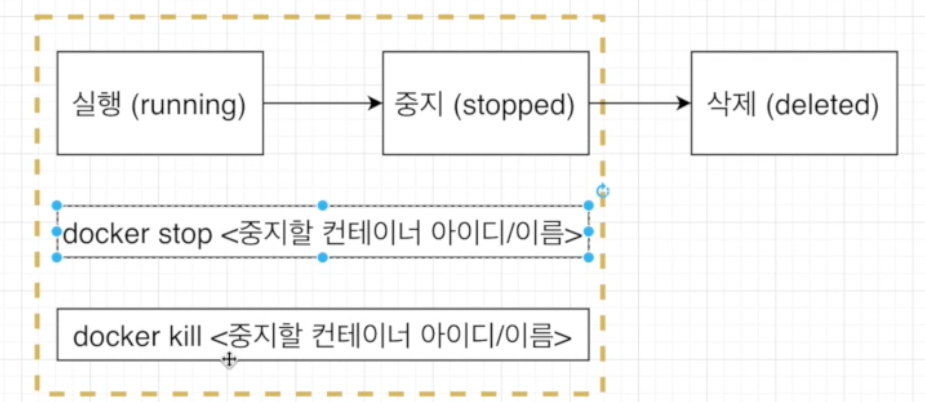 실행 (running)
중지 (stopped)
삭제 (deleted)
docker stop <중지할 컨테이너 아이디/이름>
docker kill <중지할 컨테이너 아이디/이름>